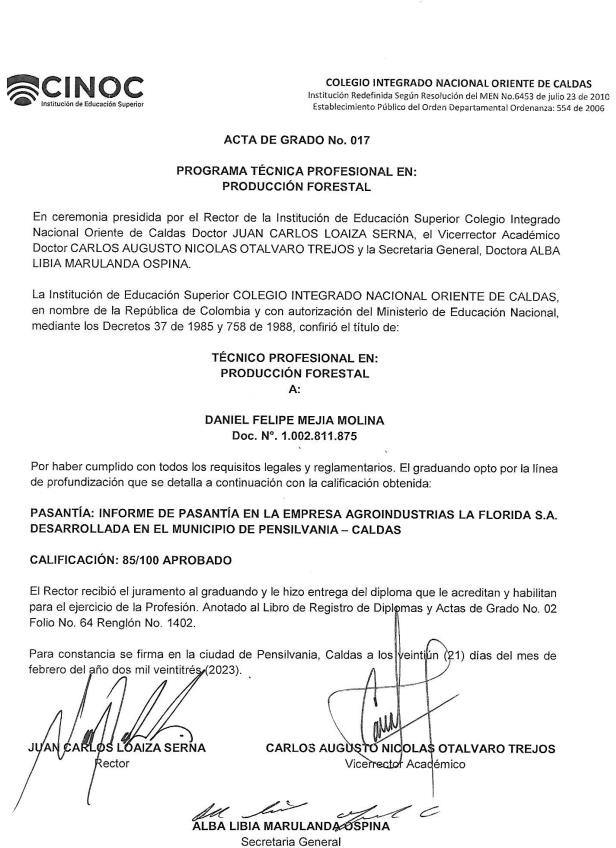 CINOC
Institución de Educación Superior
COLEGIO INTEGRADO NACIONAL ORIENTE DE CALDAS
Institución Redefinida Según Resolución del MEN No.6453 de julio 23 de 2010
Establecimiento Público del Orden Departamental Ordenanza: 554 de 2006
ACTA DE GRADO No. 017
PROGRAMA TÉCNICA PROFESIONAL EN:
PRODUCCIÓN FORESTAL
En ceremonia presidida por el Rector de la Institución de Educación Superior Colegio Integrado
Nacional Oriente de Caldas Doctor JUAN CARLOS LOAIZA SERNA, el Vicerrector Académico
Doctor CARLOS AUGUSTO NICOLAS OTALVARO TREJOS y la Secretaria General, Doctora ALBA
LIBIA MARULANDA OSPINA.
La Institución de Educación Superior COLEGIO INTEGRADO NACIONAL ORIENTE DE CALDAS,
en nombre de la República de Colombia y con autorización del Ministerio de Educación Nacional,
mediante los Decretos 37 de 1985 y 758 de 1988, confirió el título de:
TÉCNICO PROFESIONAL EN:
PRODUCCIÓN FORESTAL
A:
DANIEL FELIPE MEJIA MOLINA
Doc. N°. 1.002.811.875
Por haber cumplido con todos los requisitos legales y reglamentarios. El graduando opto por la línea
de profundización que se detalla a continuación con la calificación obtenida:
PASANTÍA: INFORME DE PASANTÍA EN LA EMPRESA AGROINDUSTRIAS LA FLORIDA S.A.
DESARROLLADA EN EL MUNICIPIO DE PENSILVANIA – CALDAS
CALIFICACIÓN: 85/100 APROBADO
El Rector recibió el juramento al graduando y le hizo entrega del diploma que le acreditan y habilitan
para el ejercicio de la Profesión. Anotado al Libro de Registro de Diplomas y Actas de Grado No. 02
Folio No. 64 Renglón No. 1402.
Para constancia se firma en la ciudad de Pensilvania, Caldas a los veintiún (21) días del mes de
febrero del año dos mil veintitrés (2023).
JUAN CARLOS LOAIZA SERNA
Rector
CARLOS AUGUSTO NICOLAS OTALVARO TREJOS
Vicerrector Académico
ALBA LIBIA MARULANDA OSPINA
Secretaria General